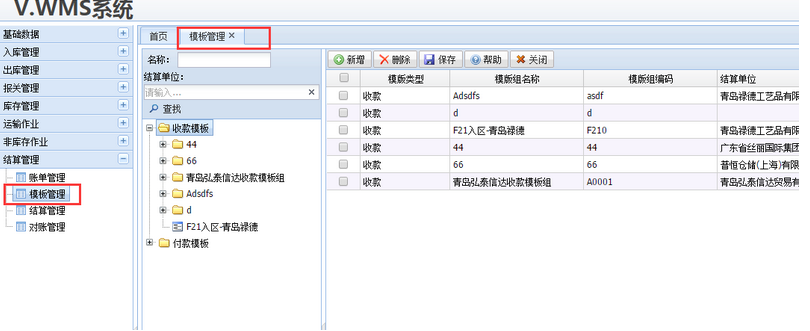 V.WMS系统
基础数据
入库管理
出库管理
报关管理
库存管理
运输作业
非库存作业
结算管理
账单管理
模板管理
结算管理
对账管理
首页 模板管理
名称:
结算单位:
请输入...
查找
收款模板
44
66
青岛弘泰信达收款模板组
Adsdfs
d
F21入区-青岛禄德
付款模板
新增 删除 保存 帮助 关闭
模版类型 模版组名称 模版组编码 结算单位
收款 Adsdfs asdf 青岛禄德工艺品有限
收款 d d
收款 F21入区-青岛禄德 F210 青岛禄德工艺品有限
收款 44 44 广东省丝丽国际集团
收款 66 66 普恒仓储(上海)有限
收款 青岛弘泰信达收款模板组 A0001 青岛弘泰信达贸易有